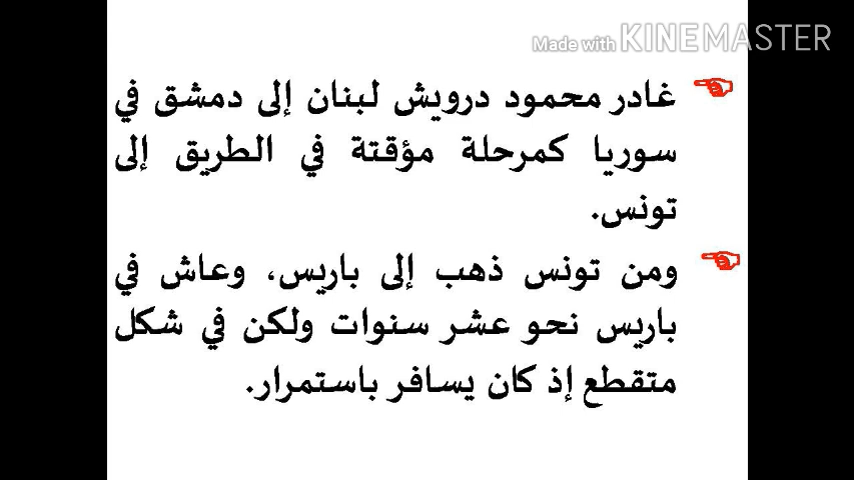 Made with KINEMASTER
غادر محمود درويش لبنان إلى دمشق في
سوريا كمرحلة مؤقتة في الطريق إلى
تونس.
ومن تونس ذهب إلى باريس، وعاش في
باريس نحو عشر سنوات ولكن في شكل
متقطع إذ كان يسافر باستمرار.